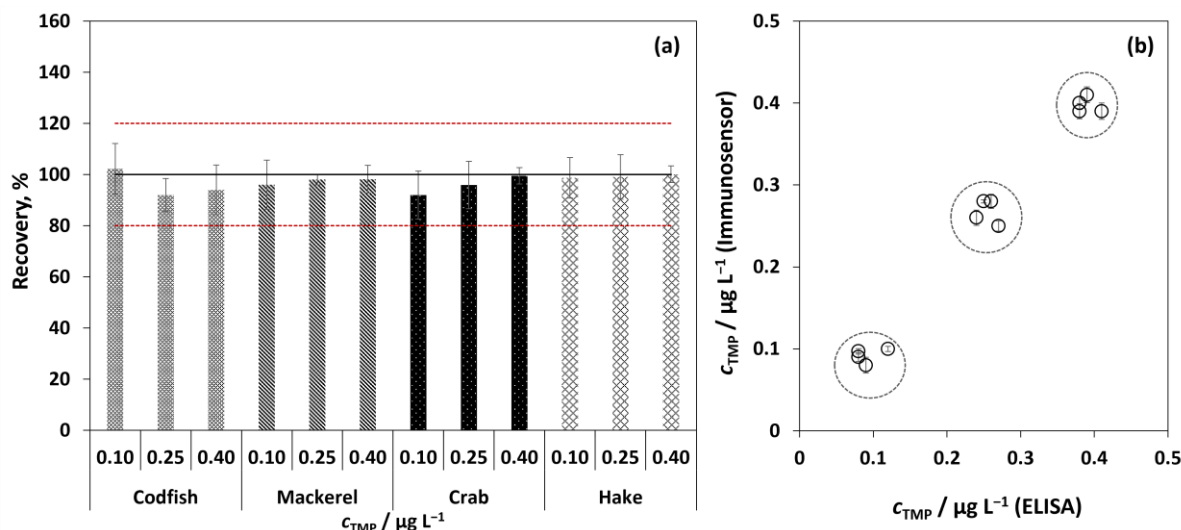 (a)
Recovery, %
160
140
120
100
80
60
40
20
0
0.10 0.25 0.40 0.10 0.25 0.40 0.10 0.25 0.40 0.10 0.25 0.40
Codfish Mackerel Crab Hake
cTMP / µg L−1
(b)
cTMP / µg L−1 (Immunosensor)
0.5
0.4
0.3
0.2
0.1
0
0 0.1 0.2 0.3 0.4 0.5
cTMP / µg L−1 (ELISA)